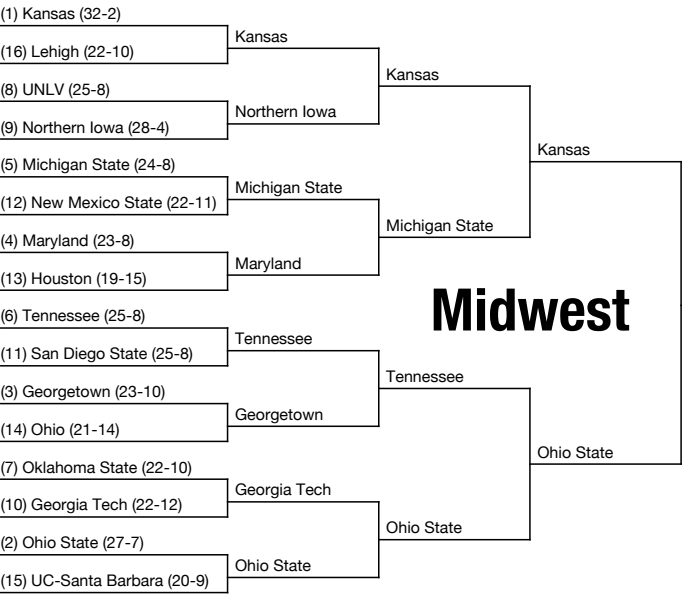 (1) Kansas (32-2)
(16) Lehigh (22-10)
(8) UNLV (25-8)
(9) Northern Iowa (28-4)
(5) Michigan State (24-8)
(12) New Mexico State (22-11)
(4) Maryland (23-8)
(13) Houston (19-15)
(6) Tennessee (25-8)
(11) San Diego State (25-8)
(3) Georgetown (23-10)
(14) Ohio (21-14)
(7) Oklahoma State (22-10)
(10) Georgia Tech (22-12)
(2) Ohio State (27-7)
(15) UC-Santa Barbara (20-9)
Kansas
Northern Iowa
Michigan State
Maryland
Tennessee
Georgetown
Georgia Tech
Ohio State
Kansas
Michigan State
Tennessee
Ohio State
Kansas
Ohio State
Midwest